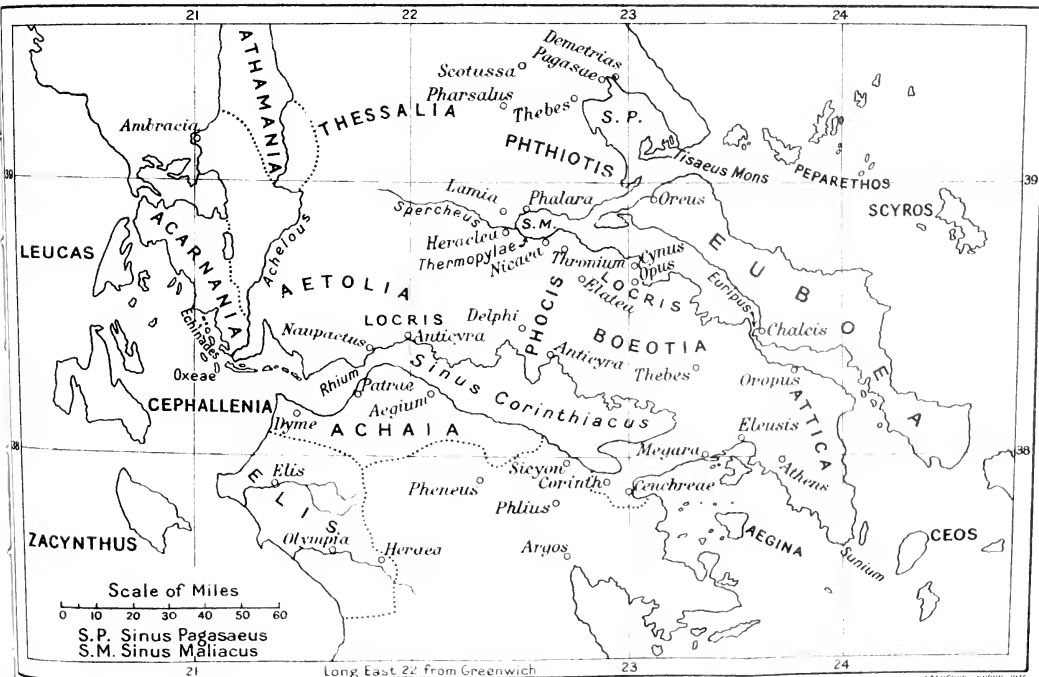 21
22
23
24
ATHAMANIA
Demetrias
Pagasae
Scotussa
Pharsalus
Thebes
S.P.
THESSALIA
Ambracia
PHTHIOTIS
Tisaeus Mons
PEPARETHOS
39
39
Lamia
Phalara
Oreus
SCYROS
Spercheus
S.M.
ACARNANIA
LEUCAS
Achelous
Heraclea
Thermopylae
Nicaea
Thronium
Cynus
Opus
EUBOEA
Euripus
AETOLIA
LOCRIS
Elatea
PHOCIS
Echinades
LOCRIS
Delphi
Naupactus
Anticyra
BOEOTIA
Chalcis
Anticyra
Oxeae
Rhium
Sinus Corinthiacus
Thebes
Oropus
Patrae
CEPHALLENIA
Aegium
Dyme
ACHAIA
ATTICA
Eleusis
38
38
Megara
Sicyon
Athens
ELIS
Elis
Pheneus
Corinth
Cenchreae
Phlius
ZACYNTHUS
Olympia
Heraea
Argos
AEGINA
CEOS
Sunium
Scale of Miles
0 10 20 30 40 50 60
S.P. Sinus Pagasaeus
S.M. Sinus Maliacus
21
Long East 22 from Greenwich
23
24